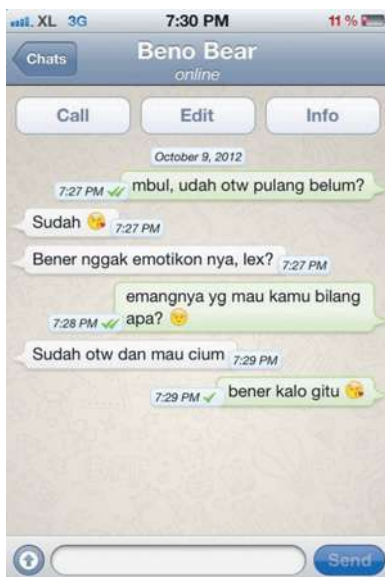 XL 3G 7:30 PM 11 %
Chats Beno Bear
online
Call Edit Info
October 9, 2012
7:27 PM mbul, udah otw pulang belum?
Sudah 😘 7:27 PM
Bener nggak emotikon nya, lex? 7:27 PM
emangnya yg mau kamu bilang
7:28 PM apa? 😟
Sudah otw dan mau cium 7:29 PM
7:29 PM bener kalo gitu 😘
Send